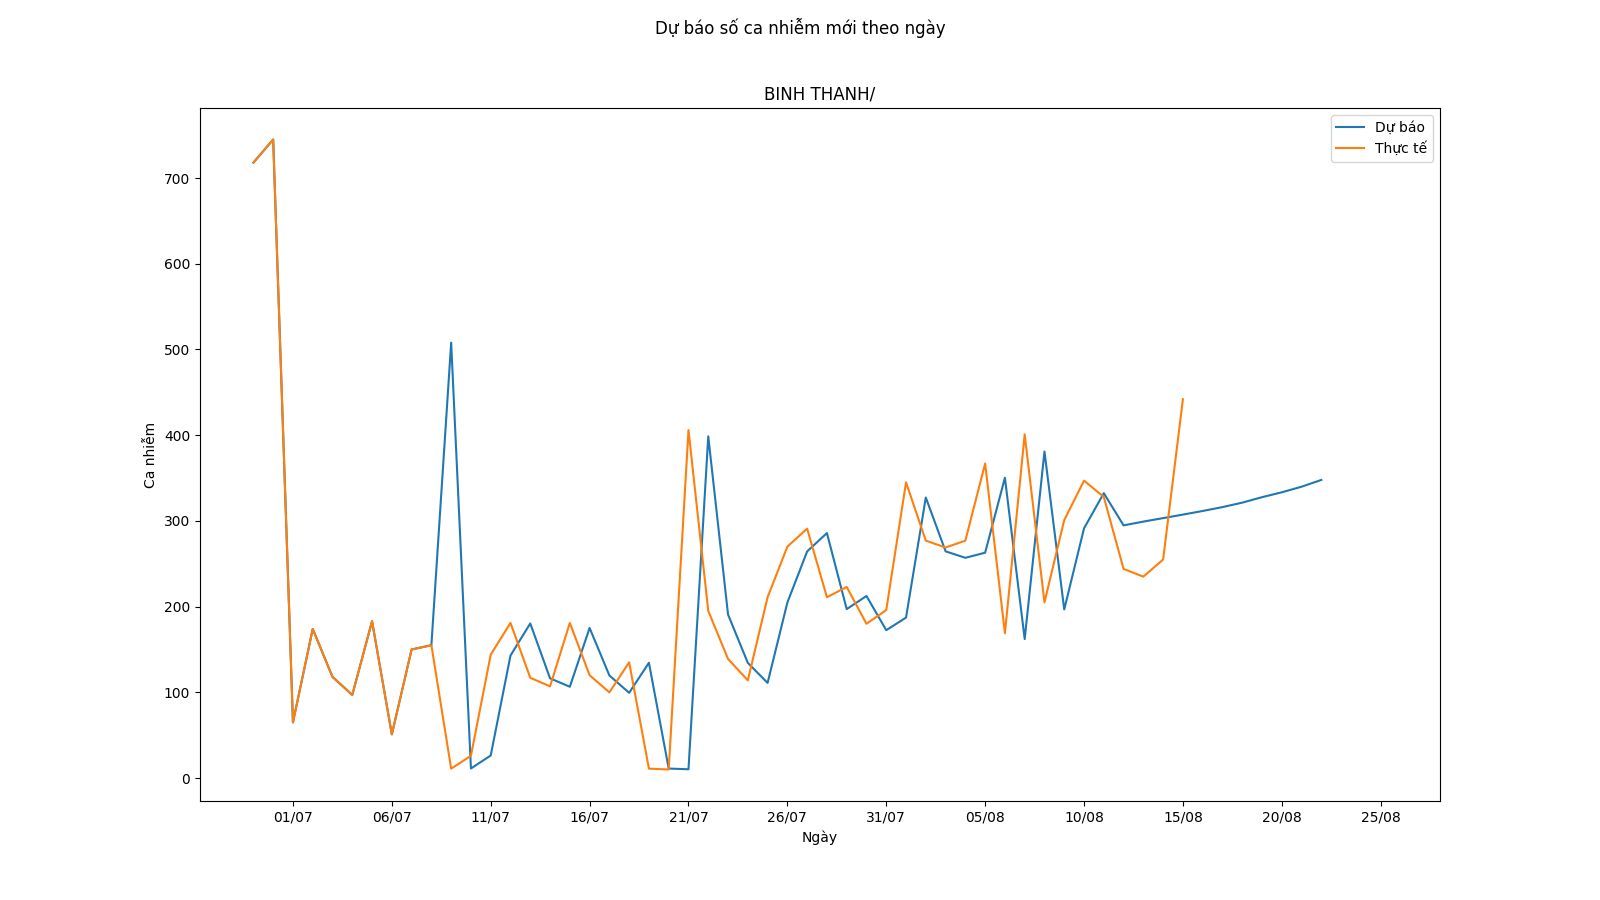 Dự báo số ca nhiễm mới theo ngày
BINH THANH/
Dự báo
Thực tế
700
600
500
400
300
200
100
0
Ca nhiễm
01/07 06/07 11/07 16/07 21/07 26/07 31/07 05/08 10/08 15/08 20/08 25/08
Ngày